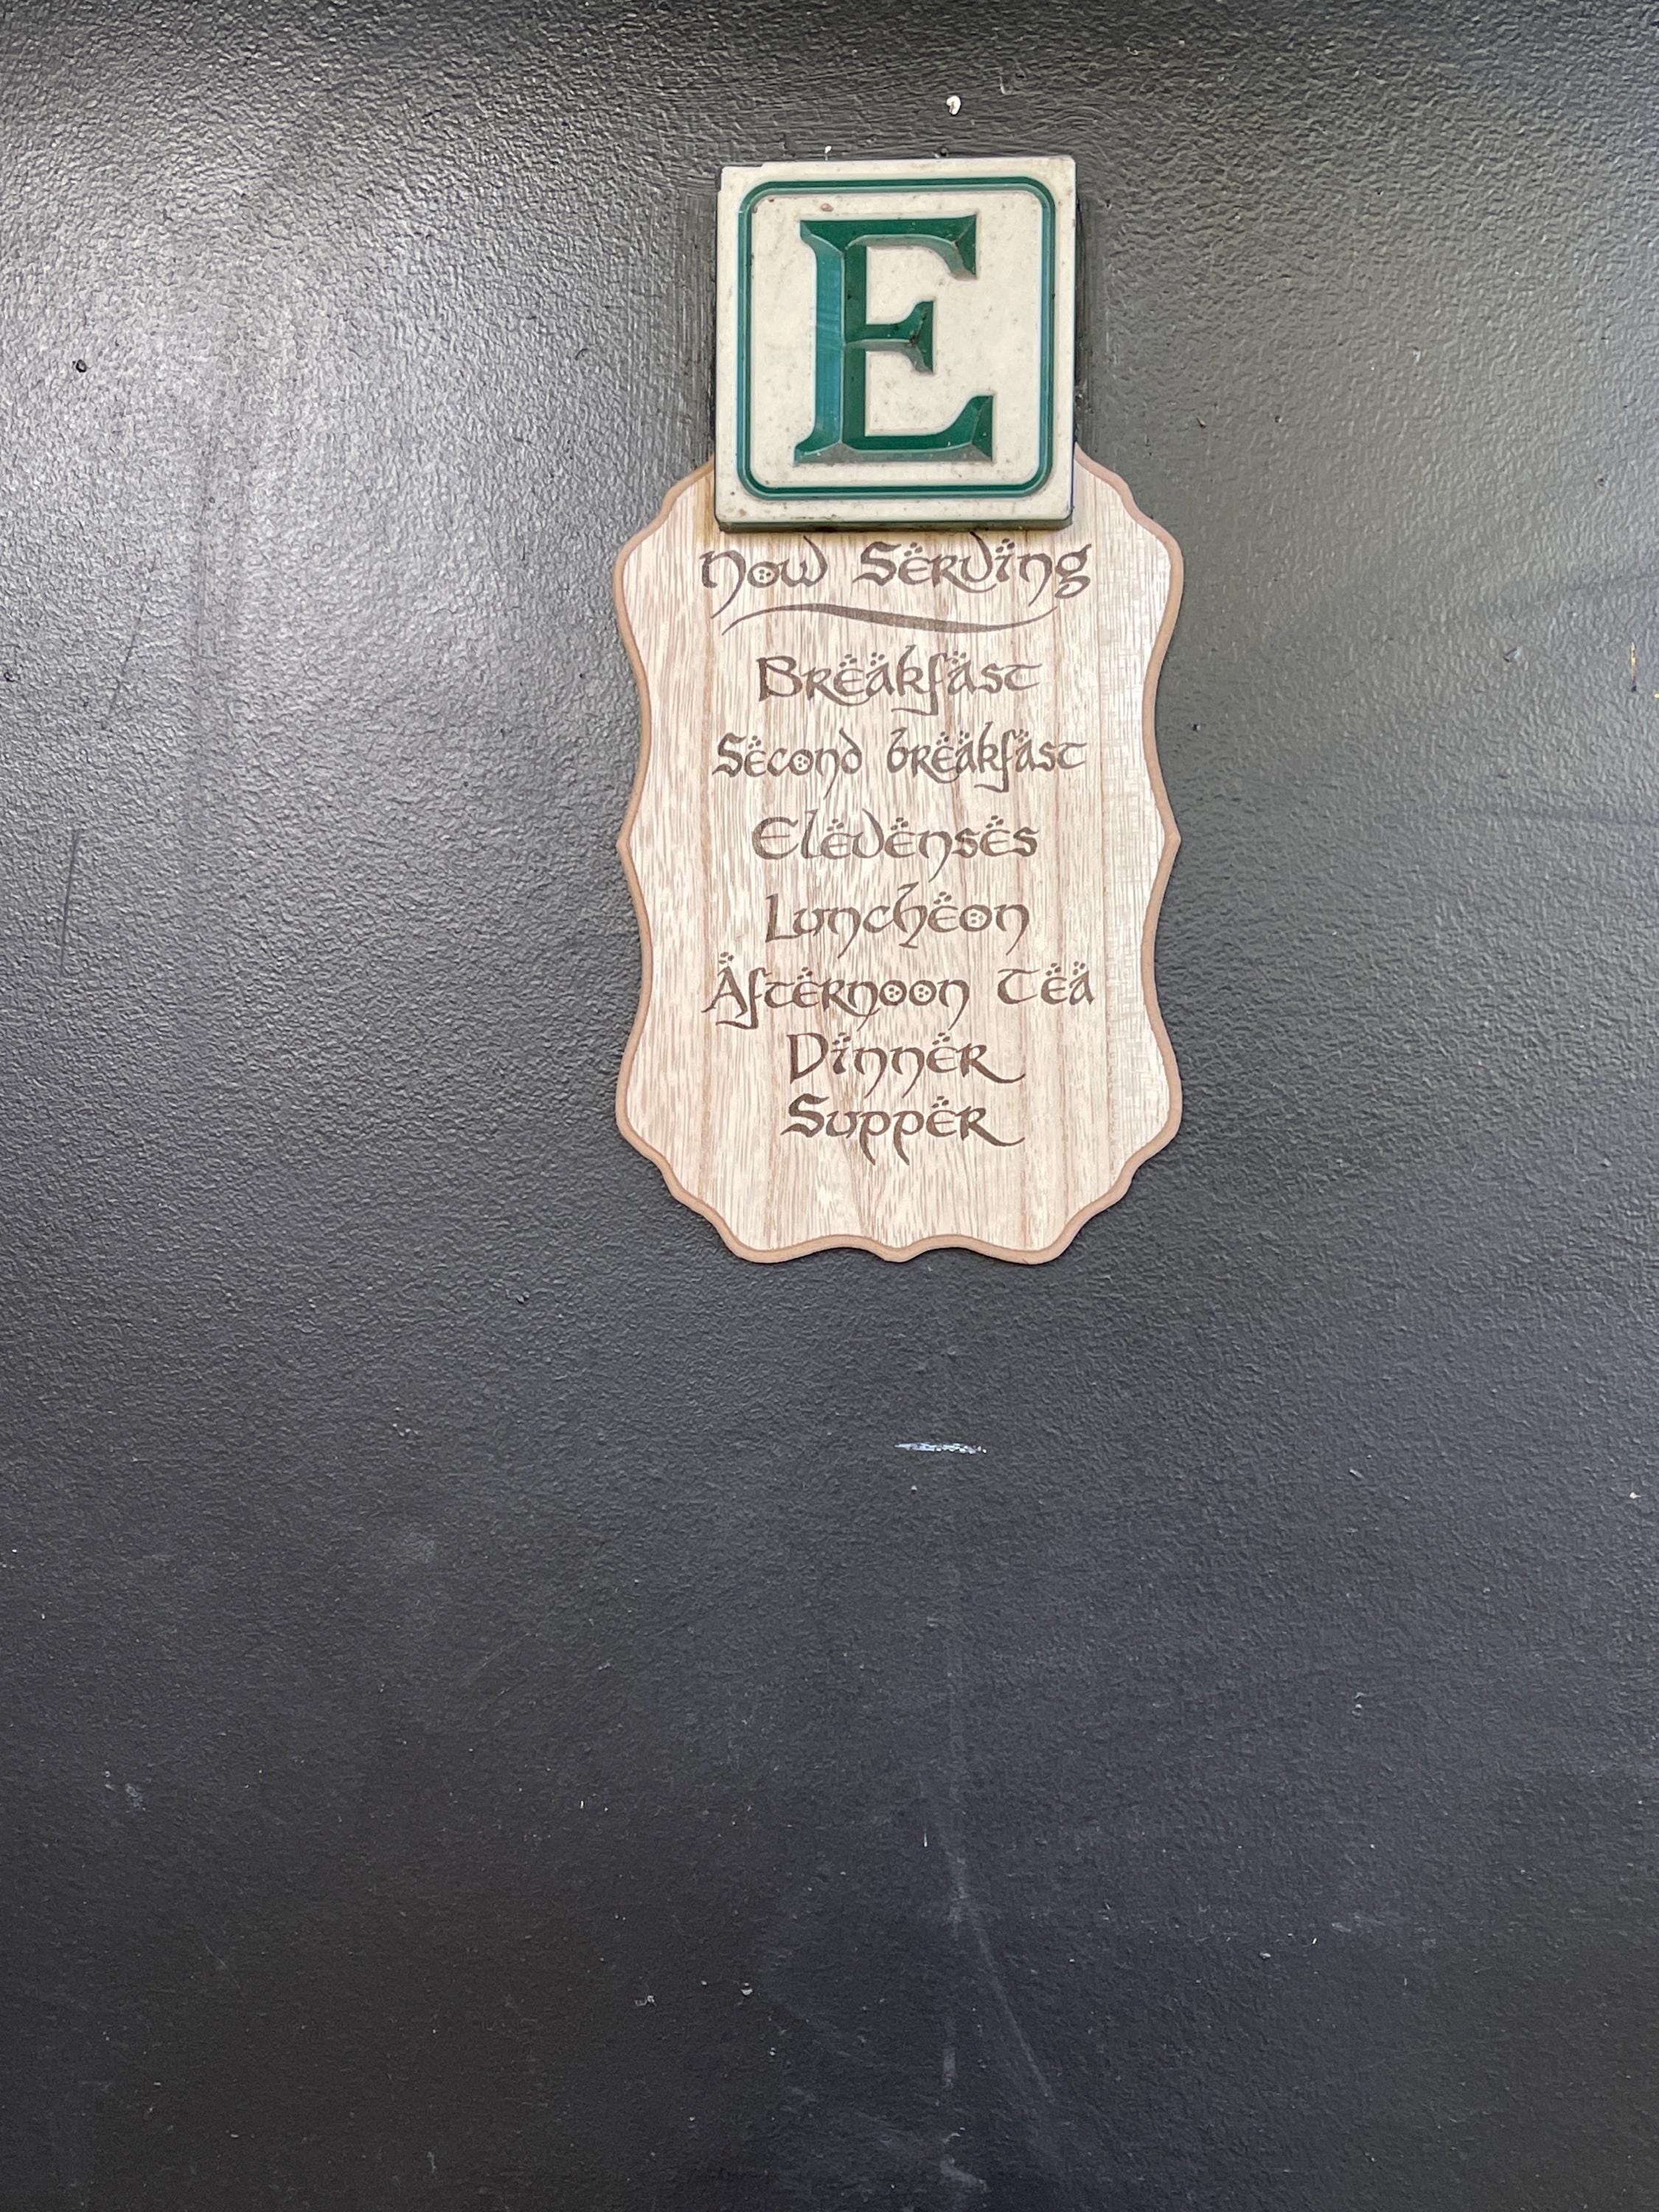 E
Now Serving
Breakfast
Second breakfast
Elevenses
Luncheon
Afternoon Tea
Dinner
Supper